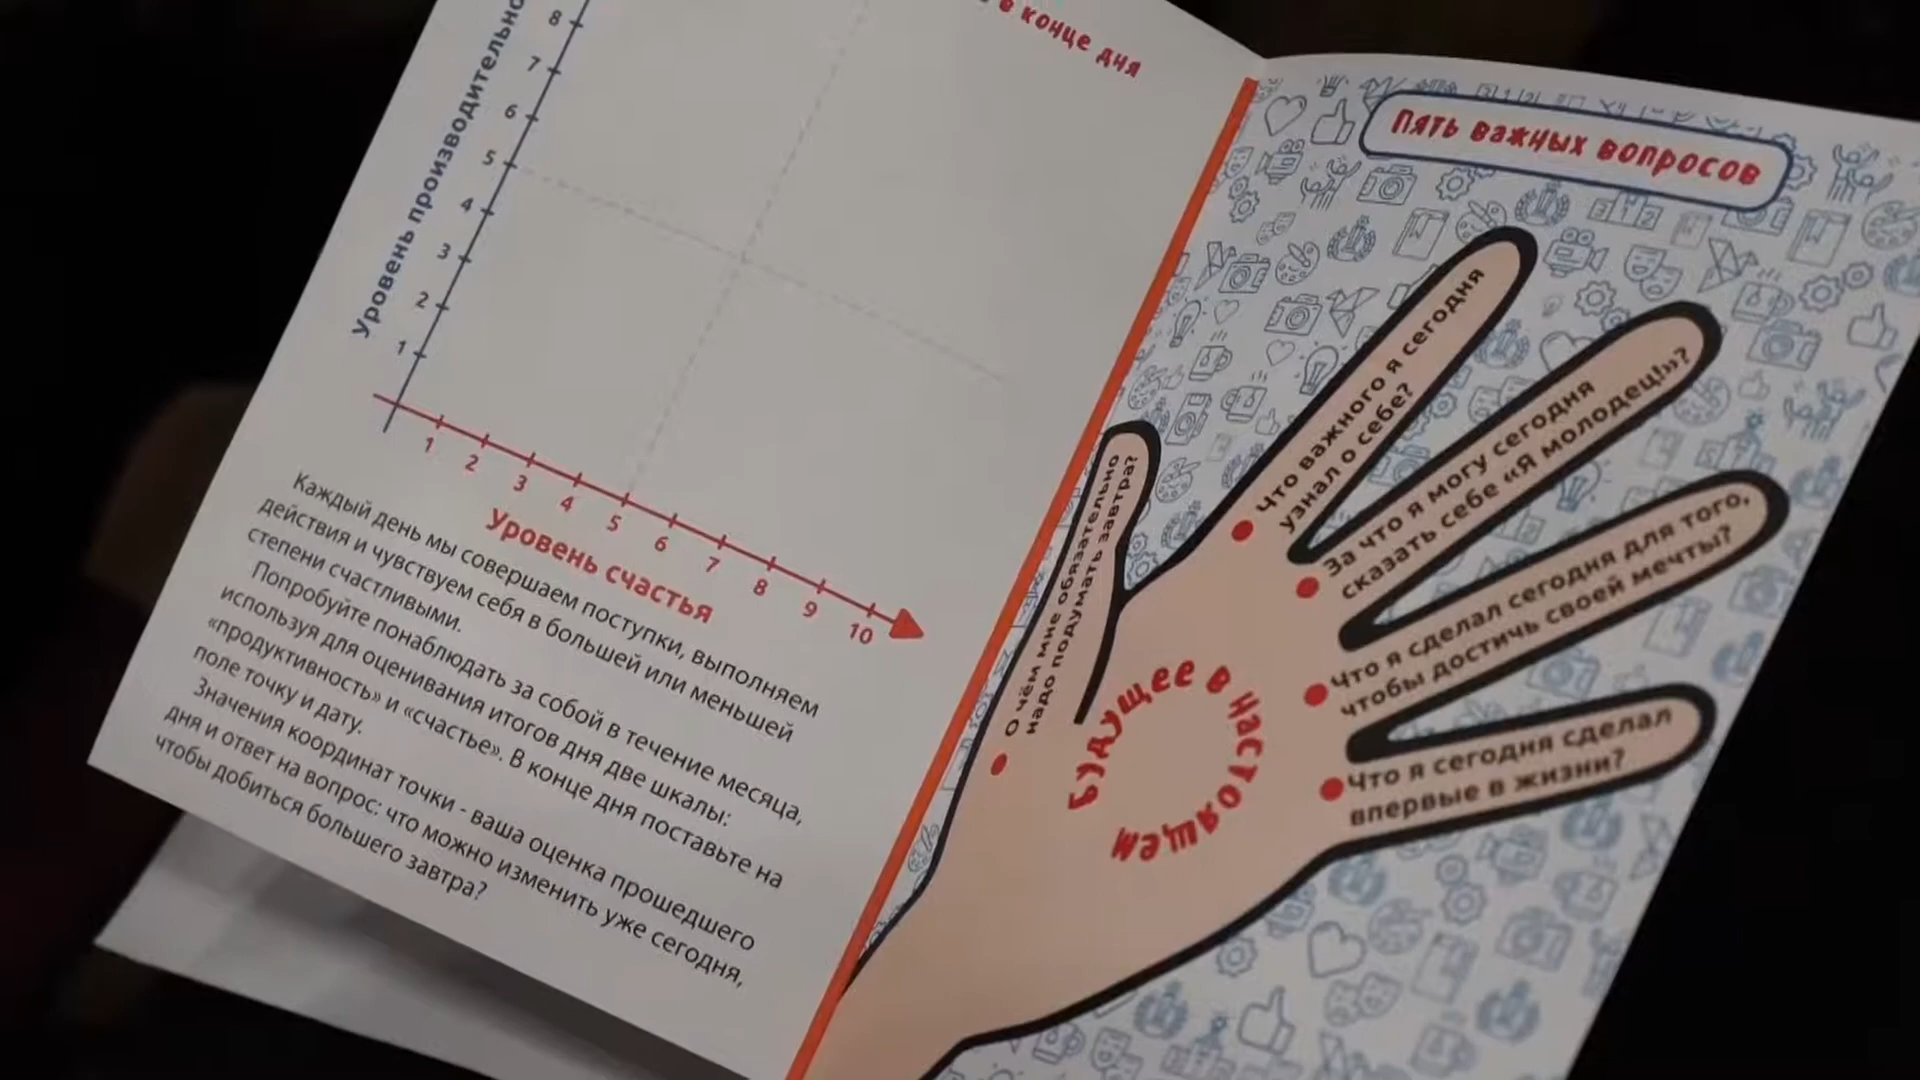 в конце дня
Уровень
8
7
6
5
4
3
2
1
1 2 3 4 5 6 7 8 9 10
Уровень счастья
Каждый день мы совершаем поступки, выполняем
действия и чувствуем себя в большей или меньшей
степени счастливыми.
Попробуйте понаблюдать за собой в течение месяца,
используя для оценивания итогов дня две шкалы:
«продуктивность» и «счастье». В конце дня поставьте на
поле точку и дату.
Значения координат точки - ваша оценка прошедшего
дня и ответ на вопрос: что можно изменить уже сегодня,
чтобы добиться большего завтра?
Пять важных вопросов
О чём мне обязательно
надо подумать завтра?
Что важного я сегодня
узнал о себе?
За что я могу сегодня
сказать себе «Я молодец!»?
Что я сделал сегодня для того,
чтобы достичь своей мечты?
Что я сегодня сделал
впервые в жизни?
Будущее в настоящем